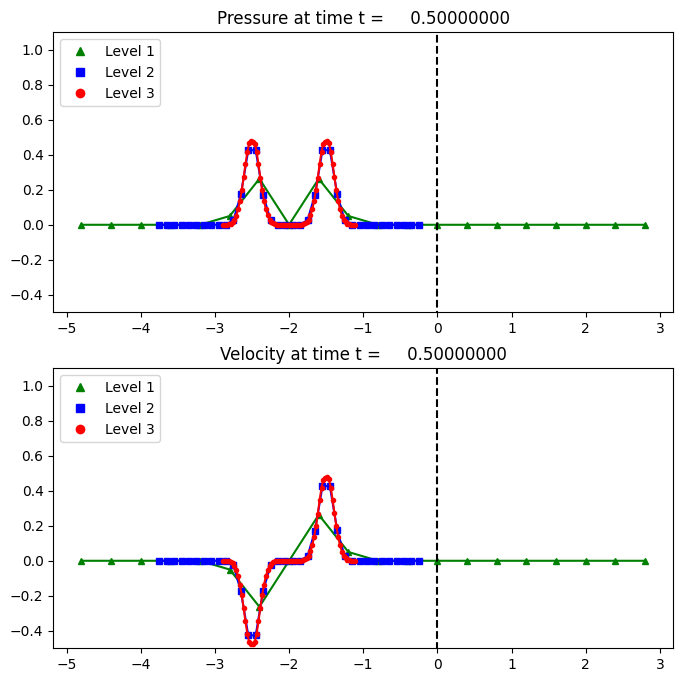 Pressure at time t =      0.50000000
Level 1
Level 2
Level 3
1.0
0.8
0.6
0.4
0.2
0.0
−0.2
−0.4
−5 −4 −3 −2 −1 0 1 2 3
Velocity at time t =      0.50000000
Level 1
Level 2
Level 3
1.0
0.8
0.6
0.4
0.2
0.0
−0.2
−0.4
−5 −4 −3 −2 −1 0 1 2 3